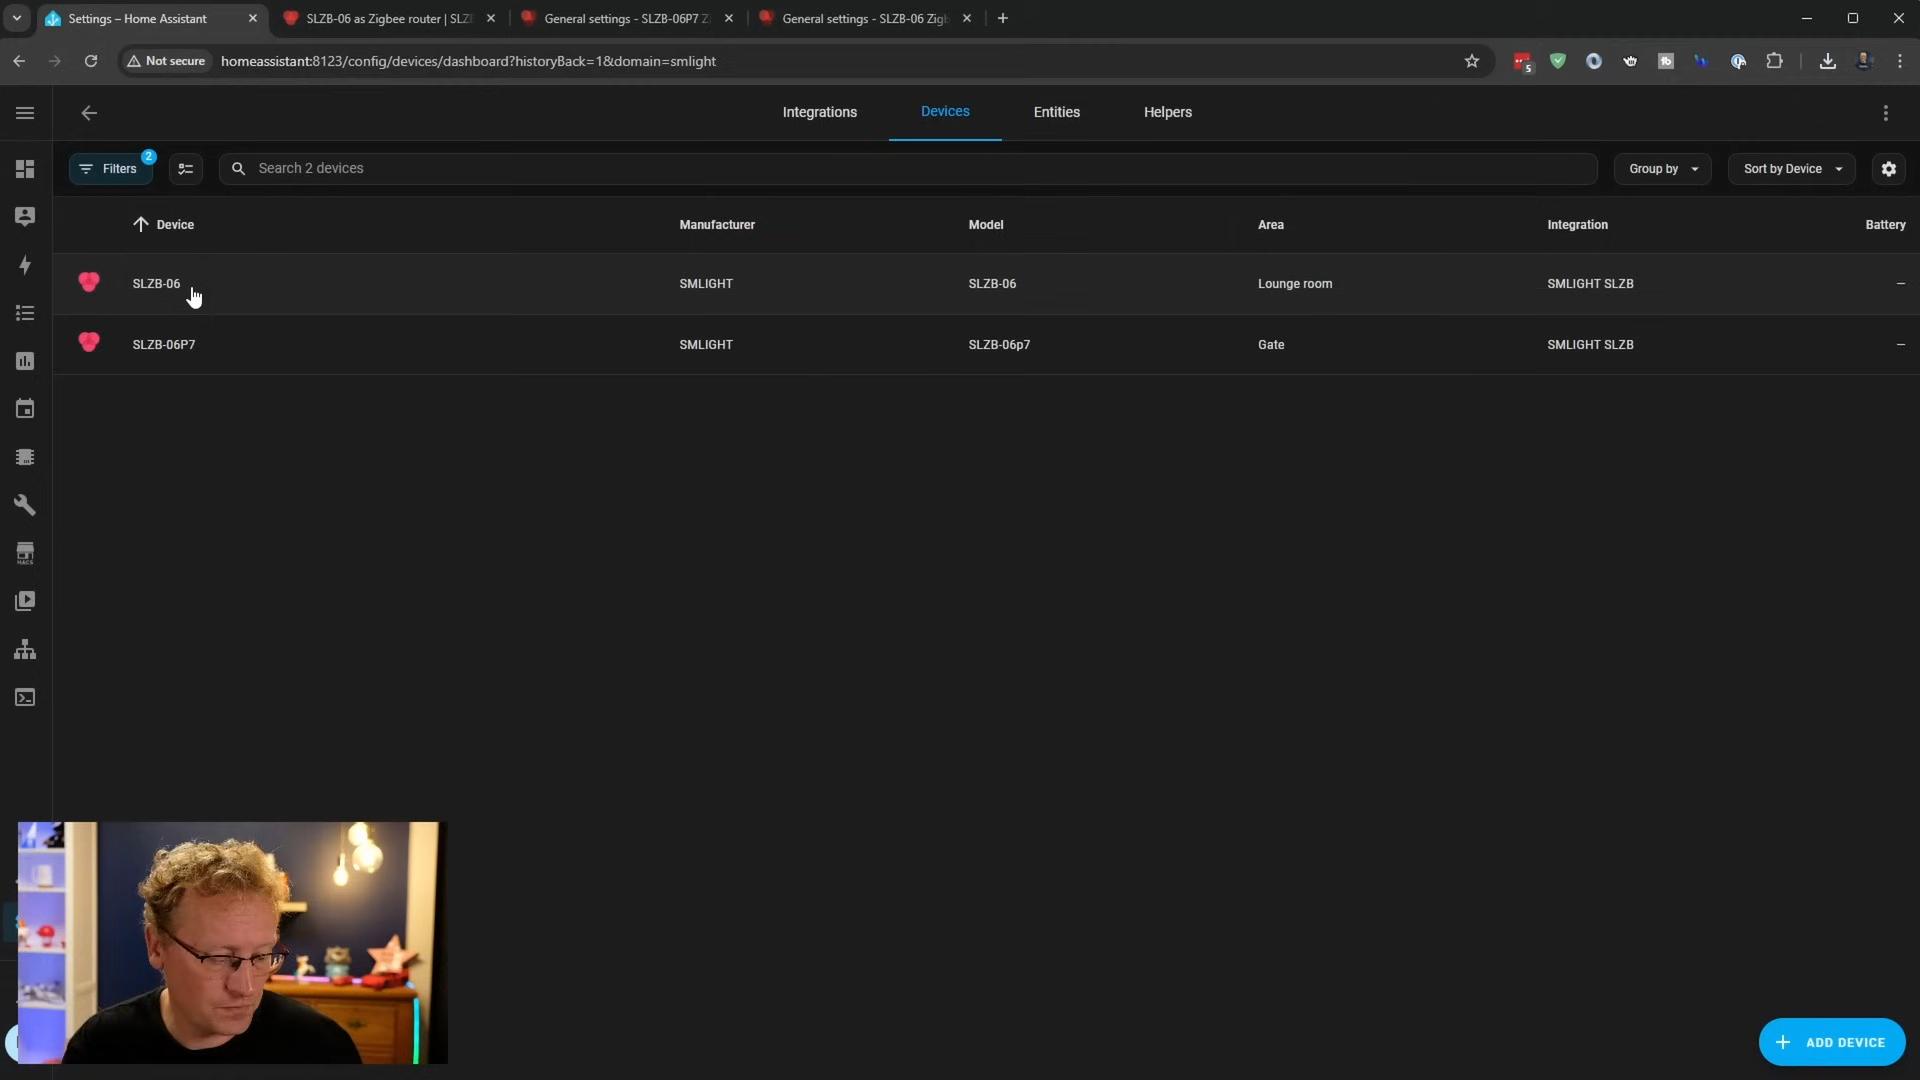 Settings – Home Assistant
SLZB-06 as Zigbee router | SLZ
General settings - SLZB-06P7 Z
General settings - SLZB-06 Zigb
Not secure
homeassistant:8123/config/devices/dashboard?historyBack=1&domain=smlight
5
Integrations
Devices
Entities
Helpers
Filters
2
Search 2 devices
Group by
Sort by Device
Device
Manufacturer
Model
Area
Integration
Battery
SLZB-06
SMLIGHT
SLZB-06
Lounge room
SMLIGHT SLZB
–
SLZB-06P7
SMLIGHT
SLZB-06p7
Gate
SMLIGHT SLZB
–
HACS
ADD DEVICE